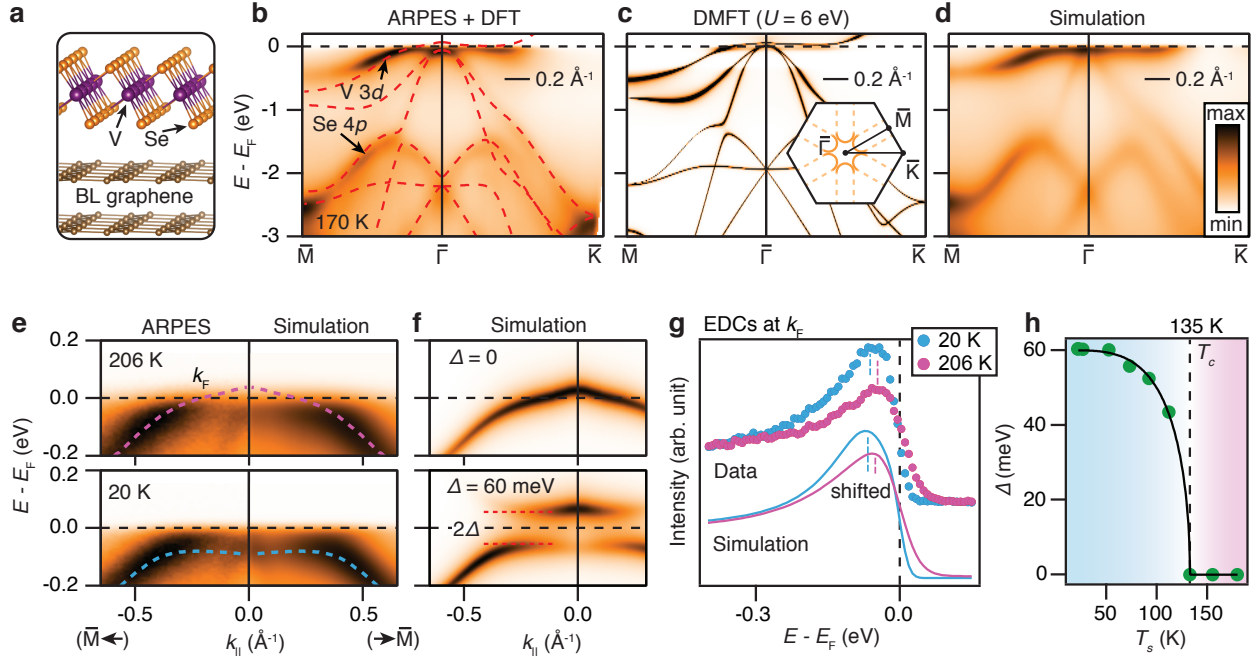 a
V
Se
BL graphene
b
ARPES + DFT
E - E_F (eV)
0
-1
-2
-3
V 3d
Se 4p
0.2 Å⁻¹
170 K
M̄
Γ̄
K̄
c
DMFT (U = 6 eV)
0.2 Å⁻¹
M̄
Γ̄
K̄
M̄
Γ̄
K̄
d
Simulation
0.2 Å⁻¹
max
min
M̄
Γ̄
K̄
e
ARPES
Simulation
E - E_F (eV)
0.2
0.0
-0.2
0.2
0.0
-0.2
206 K
k_F
20 K
-0.5
0.0
0.5
(M̄←)
k_|| (Å⁻¹)
(→M̄)
f
Simulation
Δ = 0
Δ = 60 meV
2Δ
-0.5
0.0
k_|| (Å⁻¹)
g
EDCs at k_F
20 K
206 K
Intensity (arb. unit)
Data
shifted
Simulation
-0.3
0.0
E - E_F (eV)
h
135 K
T_c
Δ (meV)
60
40
20
0
50
100
150
T_s (K)